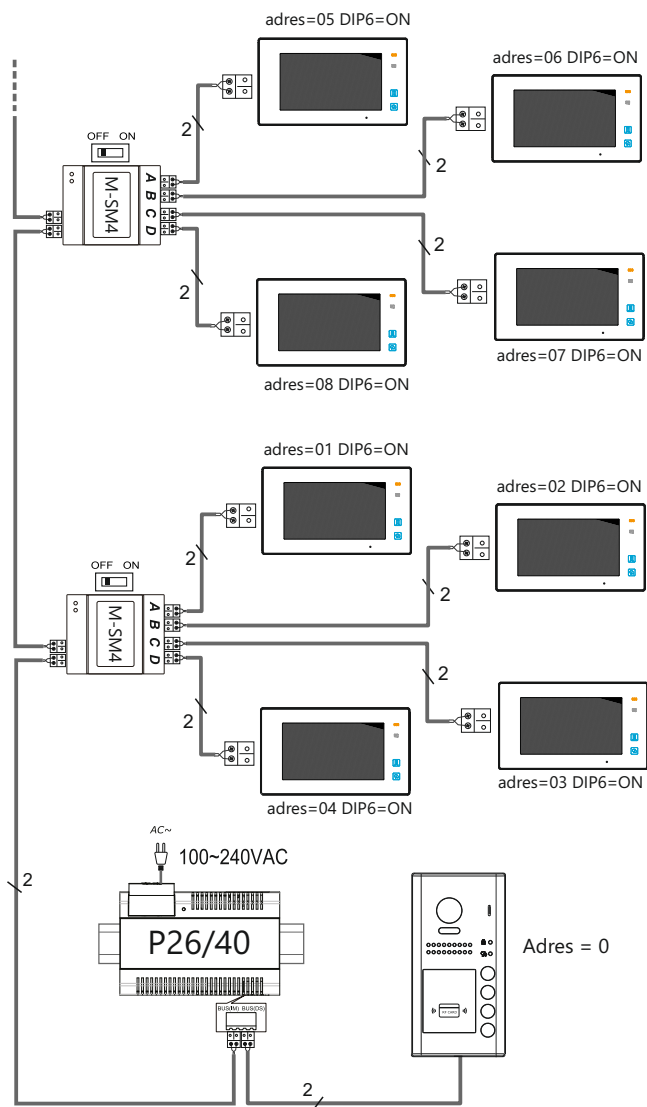 adres=05 DIP6=ON
adres=06 DIP6=ON
2
2
OFF ON
M-SM4
A
B
C
D
2
2
adres=07 DIP6=ON
adres=08 DIP6=ON
adres=01 DIP6=ON
adres=02 DIP6=ON
2
2
OFF ON
M-SM4
A
B
C
D
2
2
adres=03 DIP6=ON
adres=04 DIP6=ON
AC~
100~240VAC
2
P26/40
Adres = 0
BUS(IM) BUS(DS)
2